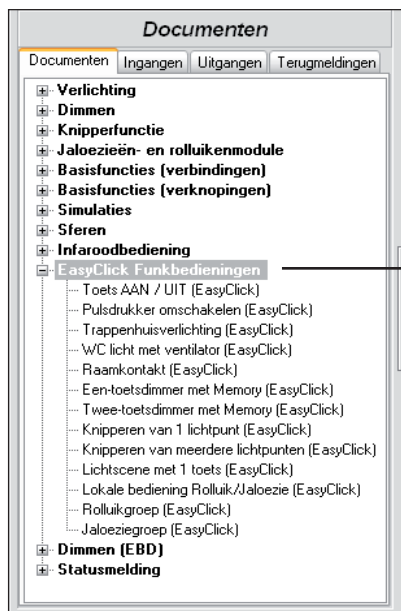 Documenten
Documenten Ingangen Uitgangen Terugmeldingen
Verlichting
Dimmen
Knipperfunctie
Jaloezieën- en rolluikenmodule
Basisfuncties (verbindingen)
Basisfuncties (verknopingen)
Simulaties
Sferen
Infaroodbediening
EasyClick Funkbedieningen
Toets AAN / UIT (EasyClick)
Pulsdrukker omschakelen (EasyClick)
Trappenhuisverlichting (EasyClick)
WC licht met ventilator (EasyClick)
Raamkontakt (EasyClick)
Een-toetsdimmer met Memory (EasyClick)
Twee-toetsdimmer met Memory (EasyClick)
Knipperen van 1 lichtpunt (EasyClick)
Knipperen van meerdere lichtpunten (EasyClick)
Lichtscene met 1 toets (EasyClick)
Lokale bediening Rolluik/Jaloezie (EasyClick)
Rolluikgroep (EasyClick)
Jaloeziegroep (EasyClick)
Dimmen (EBD)
Statusmelding